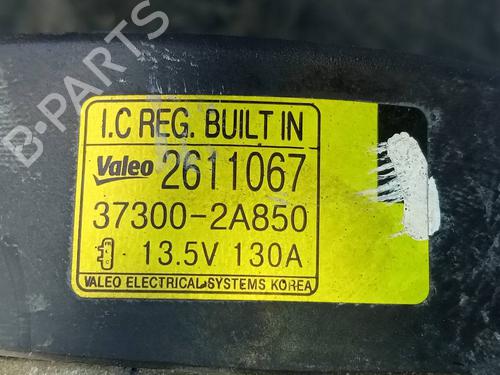 B-PARTS
I.C REG. BUILT IN
Valeo 2611067
37300-2A850
13.5V 130A
VALEO ELECTRICAL SYSTEMS KOREA